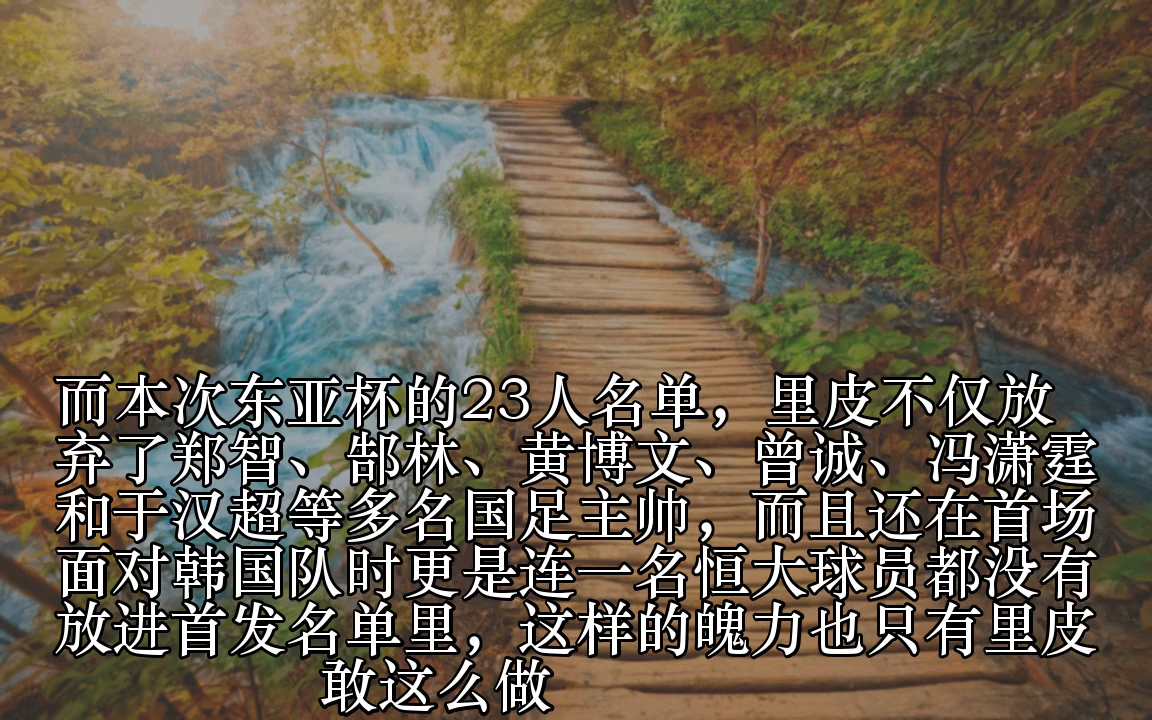 而本次东亚杯的23人名单，里皮不仅放
弃了郑智、郜林、黄博文、曾诚、冯潇霆
和于汉超等多名国足主帅，而且还在首场
面对韩国队时更是连一名恒大球员都没有
放进首发名单里，这样的魄力也只有里皮
敢这么做